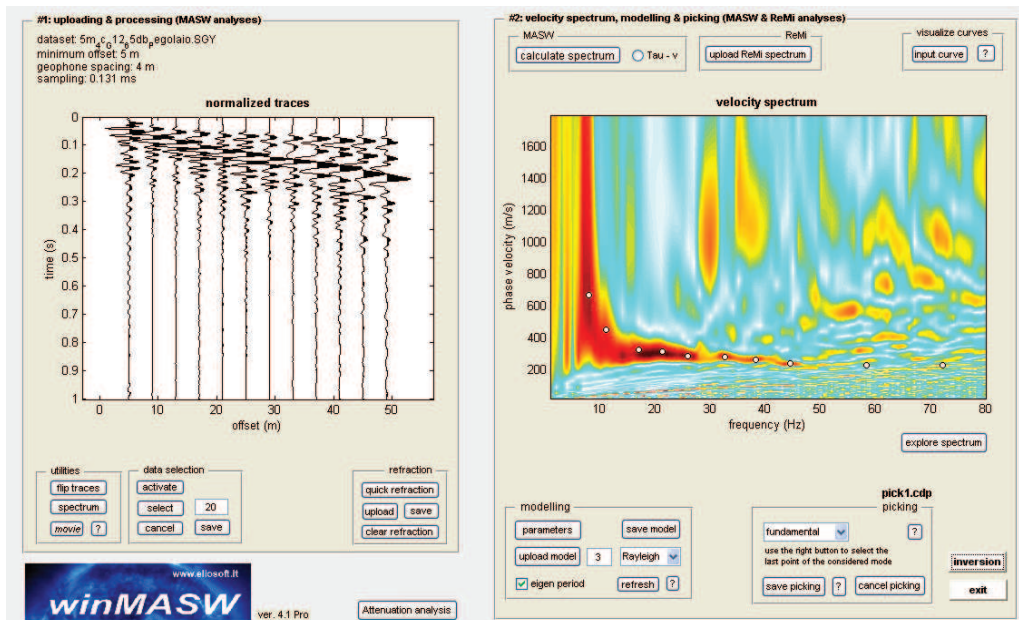 #1: uploading & processing (MASW analyses)
dataset: 5m4cG12,5dbPegolaio.SGY
minimum offset: 5 m
geophone spacing: 4 m
sampling: 0.131 ms
normalized traces
0
0.1
0.2
0.3
0.4
0.5
0.6
0.7
0.8
0.9
1
time (s)
0 10 20 30 40 50
offset (m)
utilities
flip traces
spectrum
movie ?
data selection
activate
select 20
cancel save
refraction
quick refraction
upload save
clear refraction
www.eliosoft.it
winMASW
ver. 4.1 Pro
Attenuation analysis
#2: velocity spectrum, modelling & picking (MASW & ReMi analyses)
MASW
calculate spectrum Tau - v
ReMi
upload ReMi spectrum
visualize curves
input curve ?
velocity spectrum
1600
1400
1200
1000
800
600
400
200
phase velocity (m/s)
10 20 30 40 50 60 70 80
frequency (Hz)
explore spectrum
modelling
parameters save model
upload model 3 Rayleigh
eigen period refresh ?
pick1.cdp
picking
fundamental ?
use the right button to select the
last point of the considered mode
save picking ? cancel picking
inversion
exit